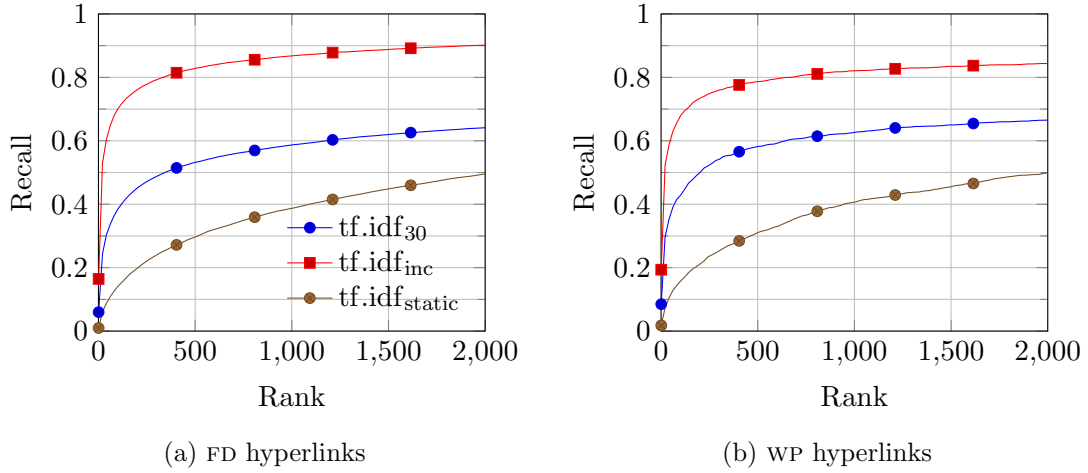 1
0.8
0.6
0.4
0.2
0
0
500
1,000
1,500
2,000
Recall
Rank
tf.idf30
tf.idfinc
tf.idfstatic
(a) FD hyperlinks
1
0.8
0.6
0.4
0.2
0
0
500
1,000
1,500
2,000
Recall
Rank
(b) WP hyperlinks